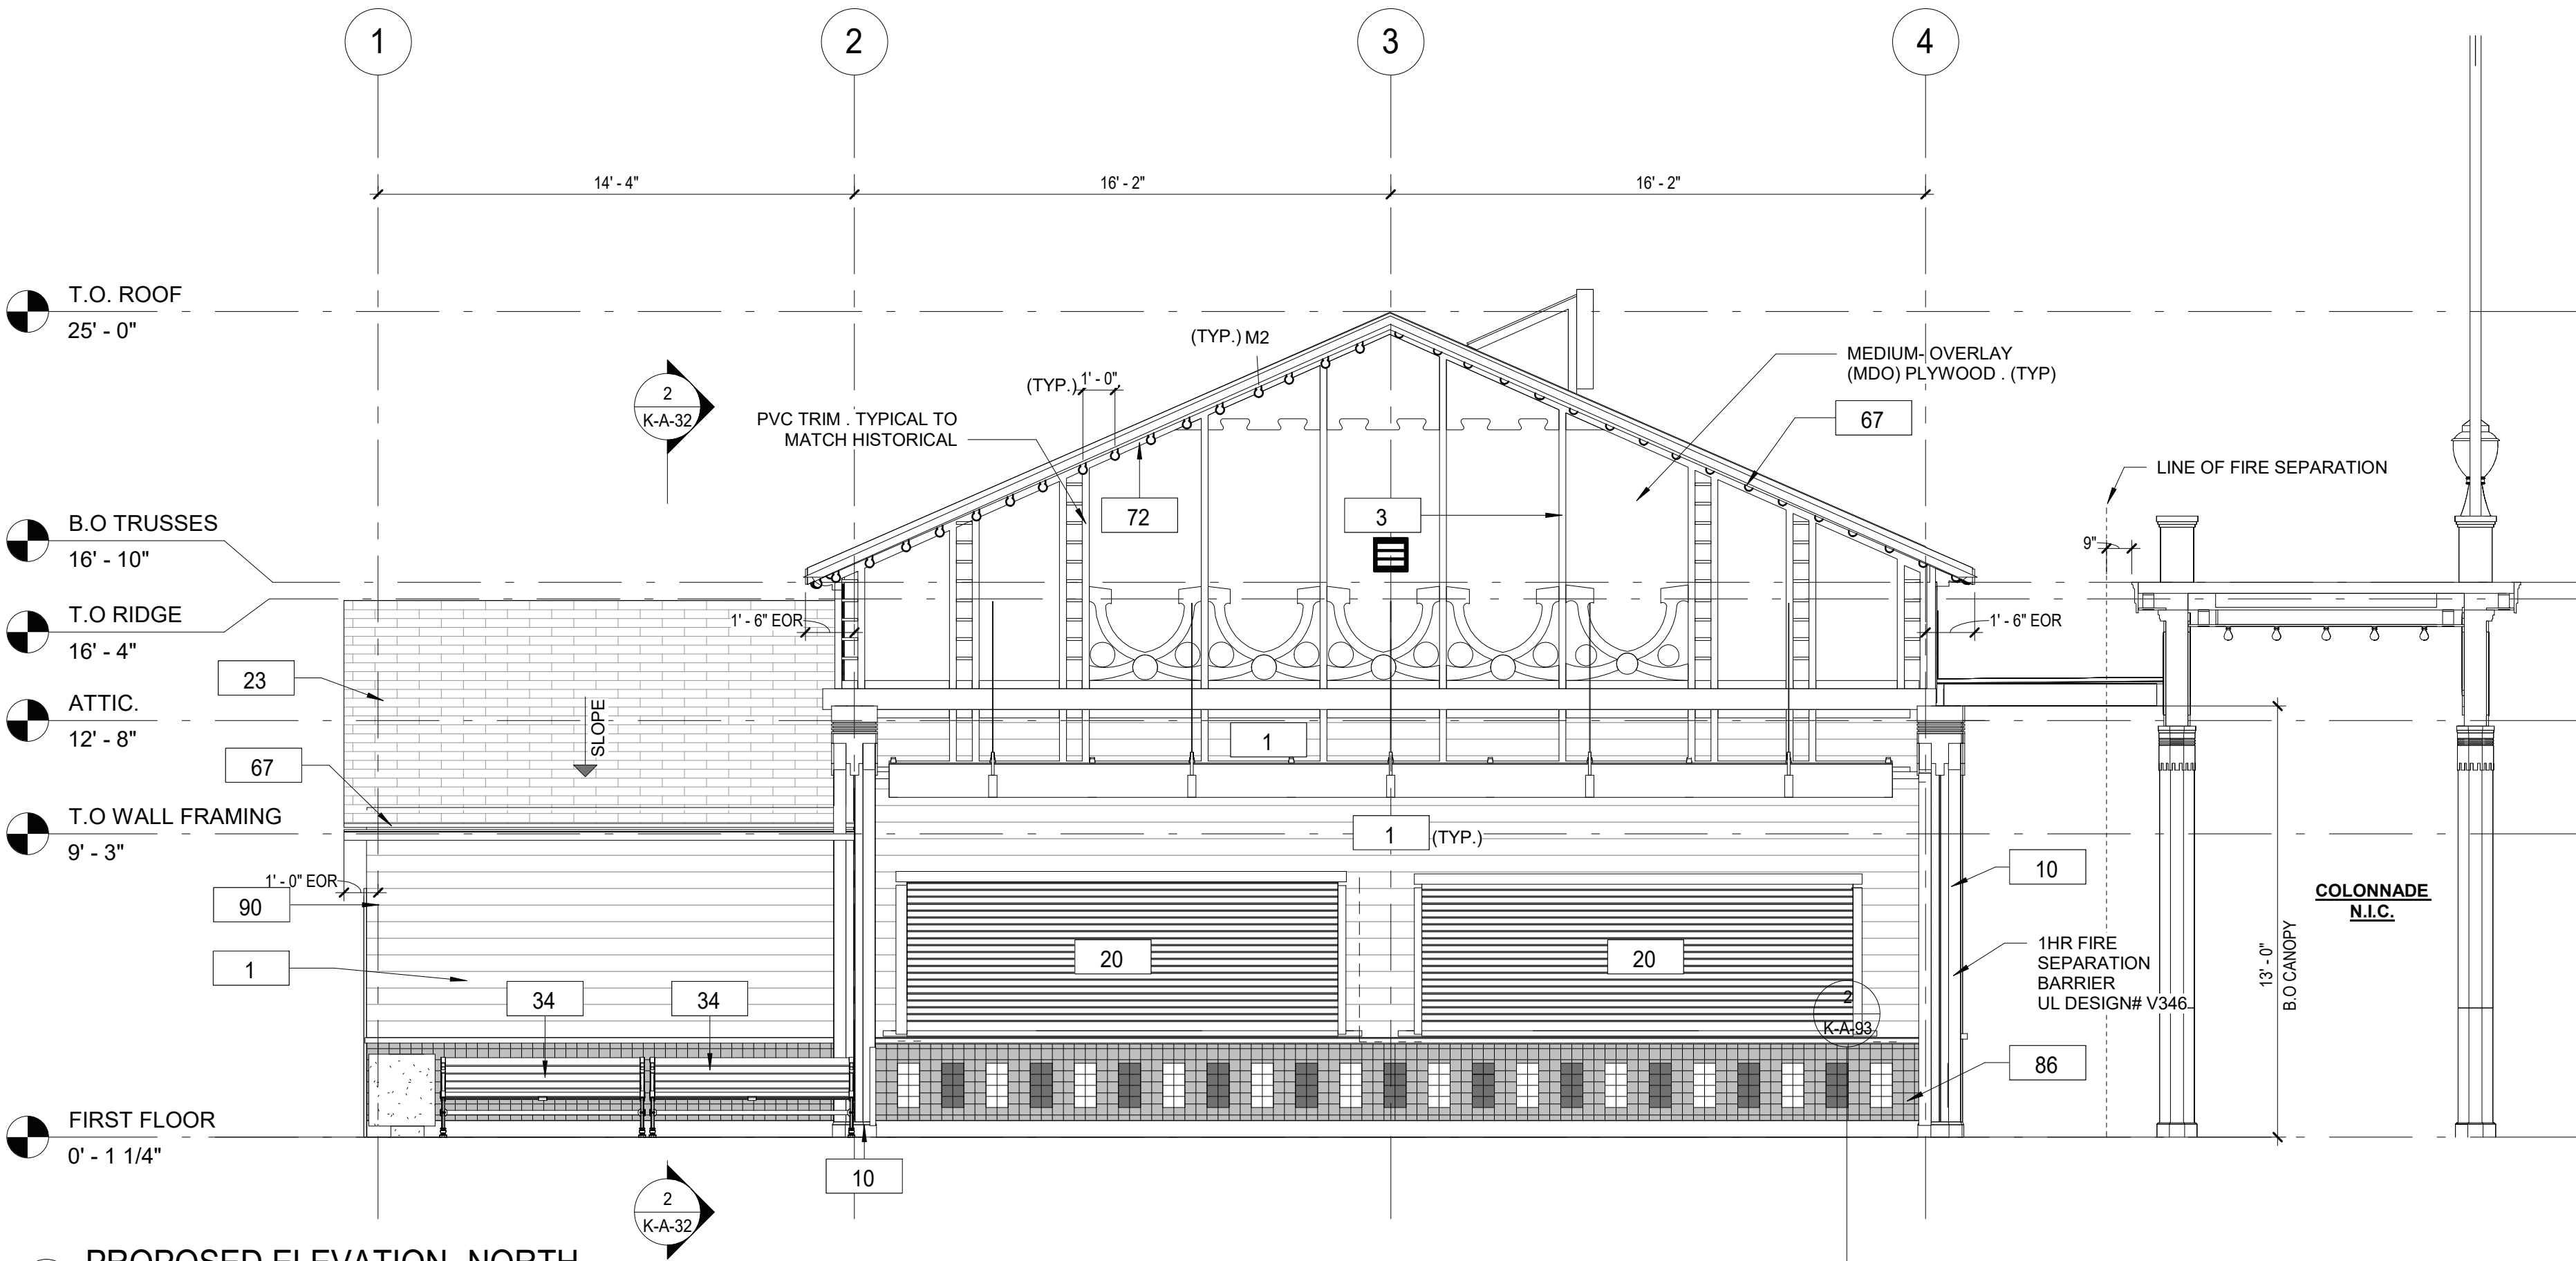 1
2
3
4
14' - 4"
16' - 2"
16' - 2"
T.O. ROOF
25' - 0"
2
K-A-32
(TYP.) M2
(TYP.) 1' - 0"
PVC TRIM . TYPICAL TO
MATCH HISTORICAL
MEDIUM- OVERLAY
(MDO) PLYWOOD . (TYP)
67
LINE OF FIRE SEPARATION
72
3
B.O TRUSSES
16' - 10"
9"
T.O RIDGE
16' - 4"
1' - 6" EOR
1' - 6" EOR
23
ATTIC.
12' - 8"
SLOPE
1
67
T.O WALL FRAMING
9' - 3"
1 (TYP.)
1' - 0" EOR
90
10
COLONNADE
N.I.C.
1
20
20
1HR FIRE
SEPARATION
BARRIER
UL DESIGN# V346
13' - 0"
B.O CANOPY
34
34
2
K-A-93
86
FIRST FLOOR
0' - 1 1/4"
10
2
K-A-32
PROPOSED ELEVATION- NORTH